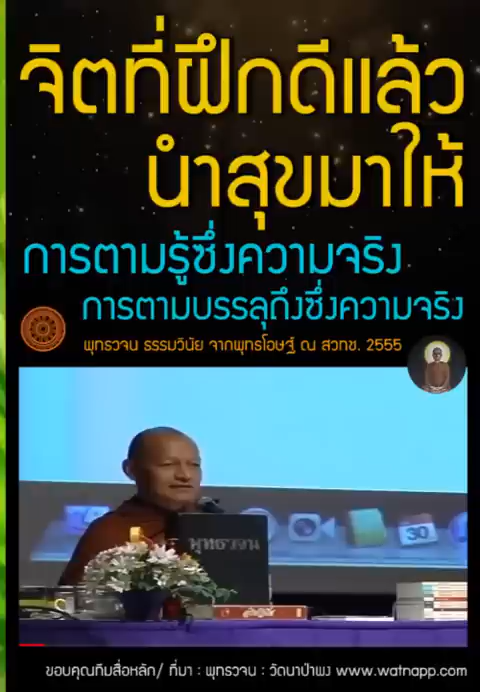 จิตที่ฝึกดีแล้ว
นำสุขมาให้
การตามรู้ซึ่งความจริง
การตามบรรลุถึงซึ่งความจริง
พุทธวจน ธรรมวินัย จากพุทธโอษฐ์ ณ สวทช. 2555
พุทธวจน
30
ขอบคุณทีมสื่อหลัก/ ที่มา : พุทธวจน : วัดนาป่าพง www.watnapp.com